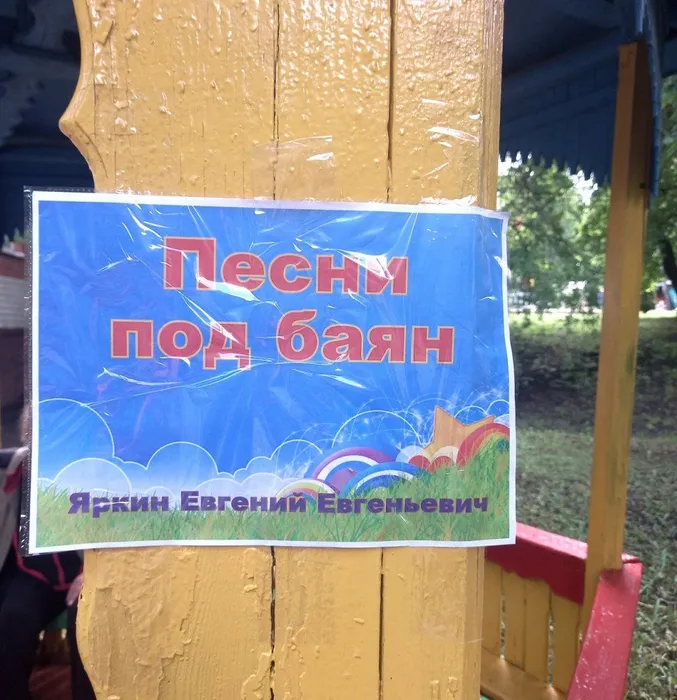 Песни
под баян
Яркин Евгений Евгеньевич